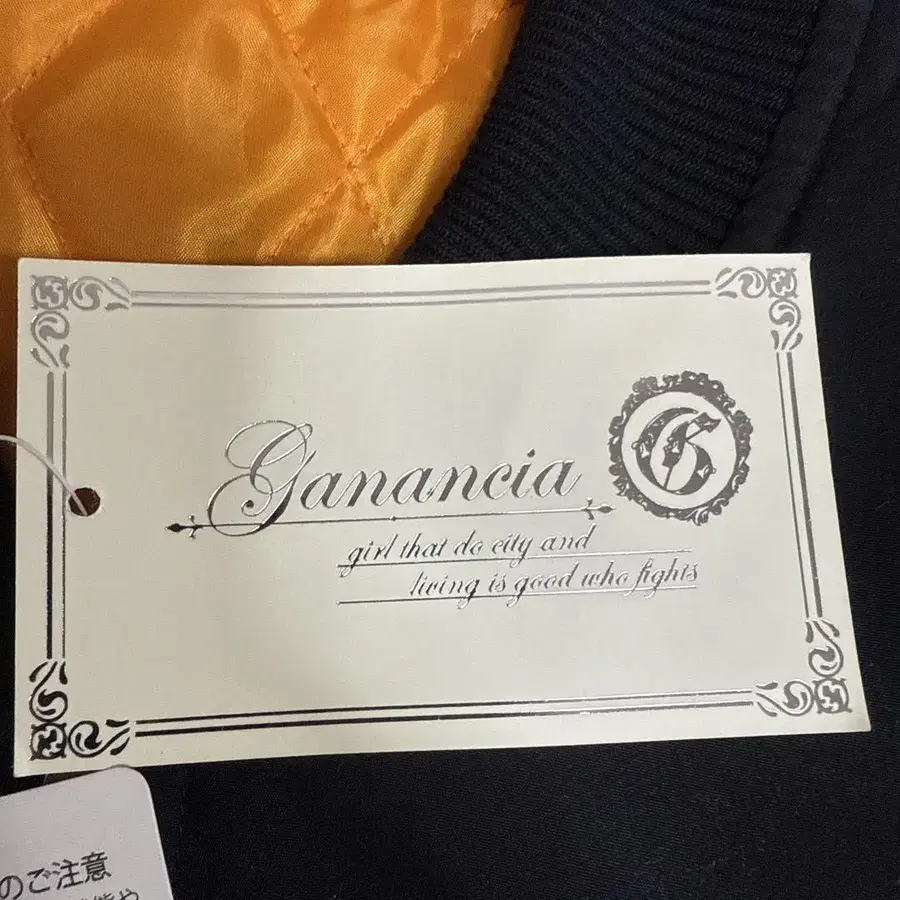 Ganancia
G
girl that do city and
living is good who fights
のご注意